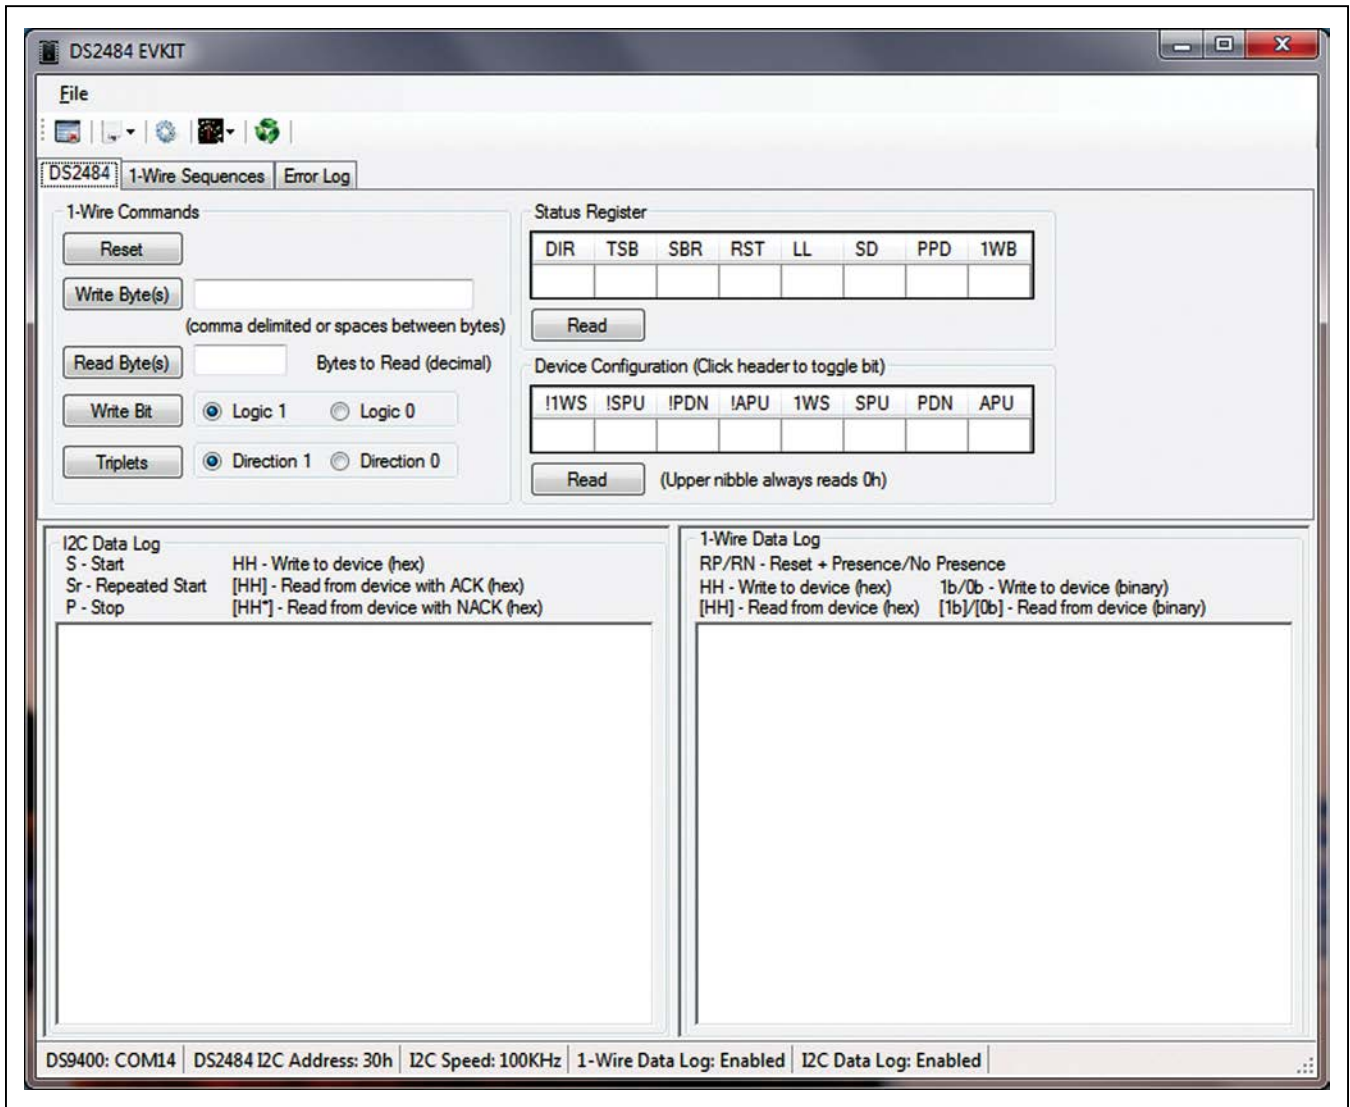 DS2484 EVKIT
File
DS2484 1-Wire Sequences Error Log
1-Wire Commands
Reset
Write Byte(s)
(comma delimited or spaces between bytes)
Read Byte(s) Bytes to Read (decimal)
Write Bit Logic 1 Logic 0
Triplets Direction 1 Direction 0
Status Register
DIR TSB SBR RST LL SD PPD 1WB
Read
Device Configuration (Click header to toggle bit)
!1WS !SPU !PDN !APU 1WS SPU PDN APU
Read (Upper nibble always reads 0h)
I2C Data Log
S - Start HH - Write to device (hex)
Sr - Repeated Start [HH] - Read from device with ACK (hex)
P - Stop [HH*] - Read from device with NACK (hex)
1-Wire Data Log
RP/RN - Reset + Presence/No Presence
HH - Write to device (hex) 1b/0b - Write to device (binary)
[HH] - Read from device (hex) [1b]/[0b] - Read from device (binary)
DS9400: COM14 DS2484 I2C Address: 30h I2C Speed: 100KHz 1-Wire Data Log: Enabled I2C Data Log: Enabled